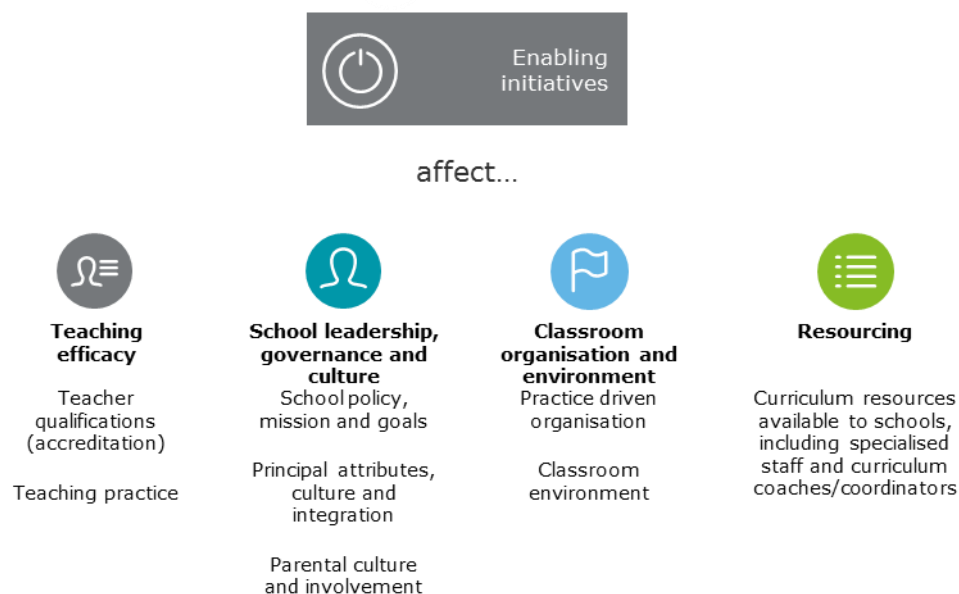 Enabling
initiatives
affect...
Teaching
efficacy
Teacher
qualifications
(accreditation)
Teaching practice
School leadership,
governance and
culture
School policy,
mission and goals
Principal attributes,
culture and
integration
Parental culture
and involvement
Classroom
organisation and
environment
Practice driven
organisation
Classroom
environment
Resourcing
Curriculum resources
available to schools,
including specialised
staff and curriculum
coaches/coordinators